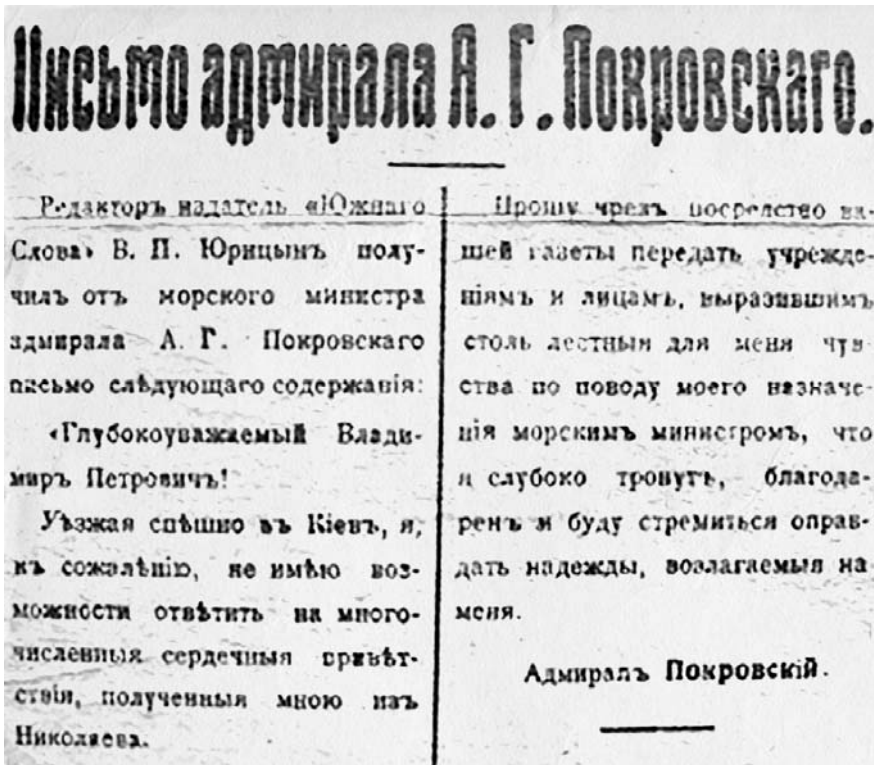 Письмо адмирала А. Г. Покровскаго.
Редакторъ издатель «Южнаго
Слова» В. П. Юрицынъ полу-
чилъ отъ морского министра
адмирала А. Г. Покровскаго
письмо слѣдующаго содержанія:
«Глубокоуважаемый Влади-
миръ Петровичъ!
Уѣзжая спѣшно въ Кіевъ, я,
къ сожалѣнію, не имѣю воз-
можности отвѣтить на много-
численныя сердечныя привѣт-
ствія, полученныя мною изъ
Николаева.
Прошу чрезъ посредство ва-
шей газеты передать учрежде-
ніямъ и лицамъ, выразившимъ
столь лестныя для меня чув-
ства по поводу моего назначе-
нія морскимъ министромъ, что
я слубоко тронутъ, благода-
ренъ и буду стремиться оправ-
дать надежды, возлагаемыя на
меня.
Адмиралъ Покровскій.